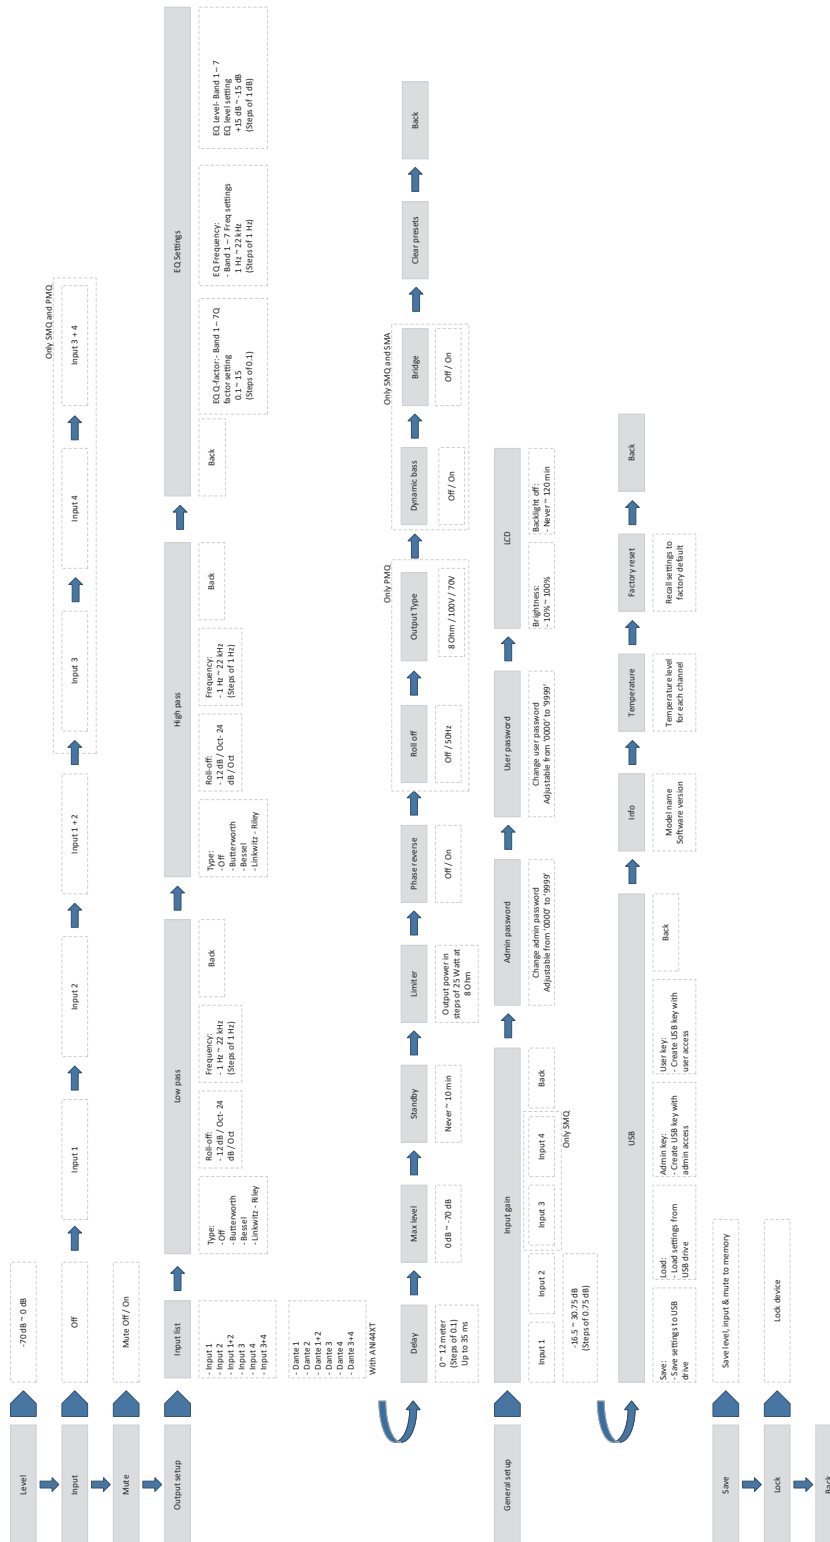 Level
-70 dB ~ 0 dB
Input
Off
Input 1
Input 2
Input 1 + 2
Input 3
Input 4
Input 3 + 4
Only SMQ and PMQ
Mute
Mute Off / On
Output setup
Input list
- Input 1
- Input 2
- Input 1+2
- Input 3
- Input 4
- Input 3+4
- Dante 1
- Dante 2
- Dante 1+2
- Dante 3
- Dante 4
- Dante 3+4
With ANI44XT
Low pass
Type:
- Off
- Butterworth
- Bessel
- Linkwitz - Riley
Roll-off:
- 12 dB / Oct- 24
dB / Oct
Frequency:
- 1 Hz ~ 22 kHz
(Steps of 1 Hz)
Back
High pass
Type:
- Off
- Butterworth
- Bessel
- Linkwitz - Riley
Roll-off:
- 12 dB / Oct- 24
dB / Oct
Frequency:
- 1 Hz ~ 22 kHz
(Steps of 1 Hz)
Back
EQ Settings
Back
EQ Q-factor:- Band 1 – 7Q
factor setting
0.1 ~ 15
(Steps of 0.1)
EQ Frequency:
- Band 1 – 7 Freq settings
1 Hz ~ 22 kHz
(Steps of 1 Hz)
EQ Level- Band 1 – 7
EQ level setting
+15 dB ~ -15 dB
(Steps of 1 dB)
Delay
0 ~ 12 meter
(Steps of 0.1)
Up to 35 ms
Max level
0 dB ~ -70 dB
Standby
Never ~ 10 min
Limiter
Output power in
steps of 25 Watt at
8 Ohm
Phase reverse
Off / On
Only PMQ
Roll off
Off / 50Hz
Output Type
8 Ohm / 100V / 70V
Only SMQ and SMA
Dynamic bass
Off / On
Bridge
Off / On
Clear presets
Back
General setup
Input gain
Input 1
Input 2
Input 3
Input 4
Back
Only SMQ
-16.5 ~ 30.75 dB
(Steps of 0.75 dB)
Admin password
Change admin password
Adjustable from ‘0000’ to ‘9999’
User password
Change user password
Adjustable from ‘0000’ to ‘9999’
LCD
Brightness:
- 10% ~ 100%
Backlight off:
- Never ~ 120 min
USB
Save:
- Save settings to USB
drive
Load:
- Load settings from
USB drive
Admin key:
- Create USB key with
admin access
User key:
- Create USB key with
user access
Back
Info
Model name
Software version
Temperature
Temperature level
for each channel
Factory reset
Recall settings to
factory default
Back
Save
Save level, input & mute to memory
Lock
Lock device
Back